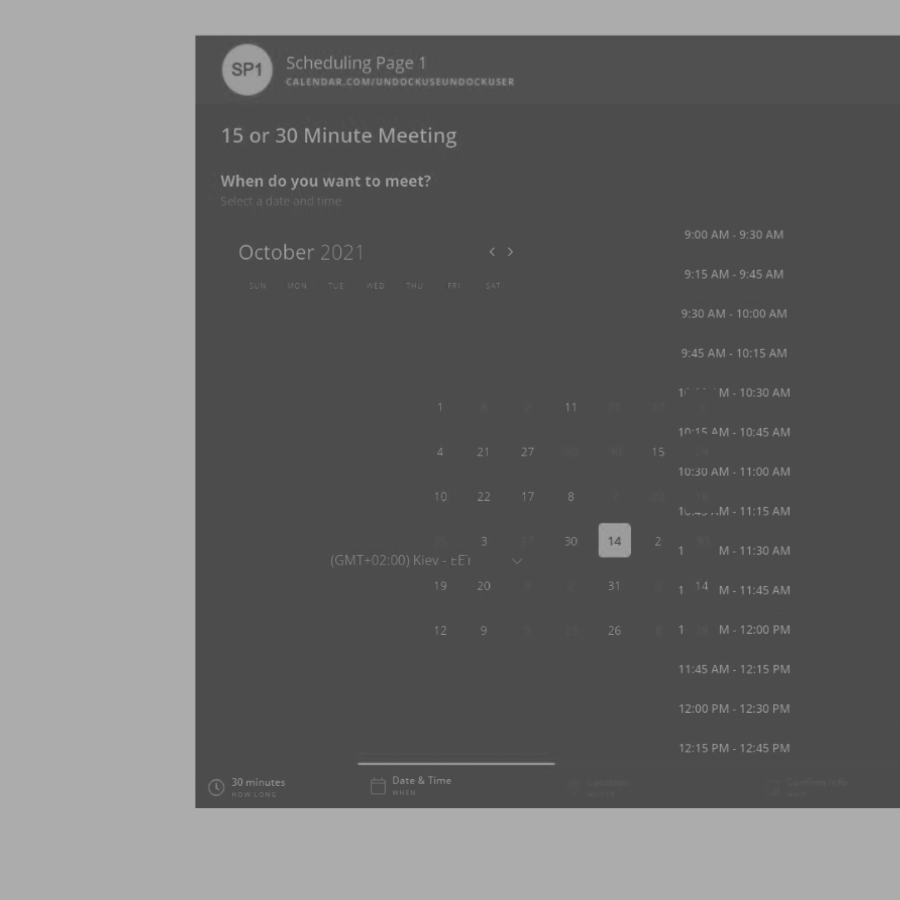 SP1
Scheduling Page 1
CALENDAR.COM/UNDOCKUSEUNDOCKUSER
15 or 30 Minute Meeting
When do you want to meet?
Select a date and time
October 2021
SUN MON TUE WED THU FRI SAT
9:00 AM - 9:30 AM
9:15 AM - 9:45 AM
9:30 AM - 10:00 AM
9:45 AM - 10:15 AM
M - 10:30 AM
1 11
10:15 AM - 10:45 AM
4 21 27 15
10:30 AM - 11:00 AM
10 22 17 8
M - 11:15 AM
3 30 14 2
M - 11:30 AM
(GMT+02:00) Kiev - EET
19 20 31 14
M - 11:45 AM
12 9 26
M - 12:00 PM
11:45 AM - 12:15 PM
12:00 PM - 12:30 PM
12:15 PM - 12:45 PM
30 minutes
HOW LONG
Date & Time
WHEN
Location
Confirm Info